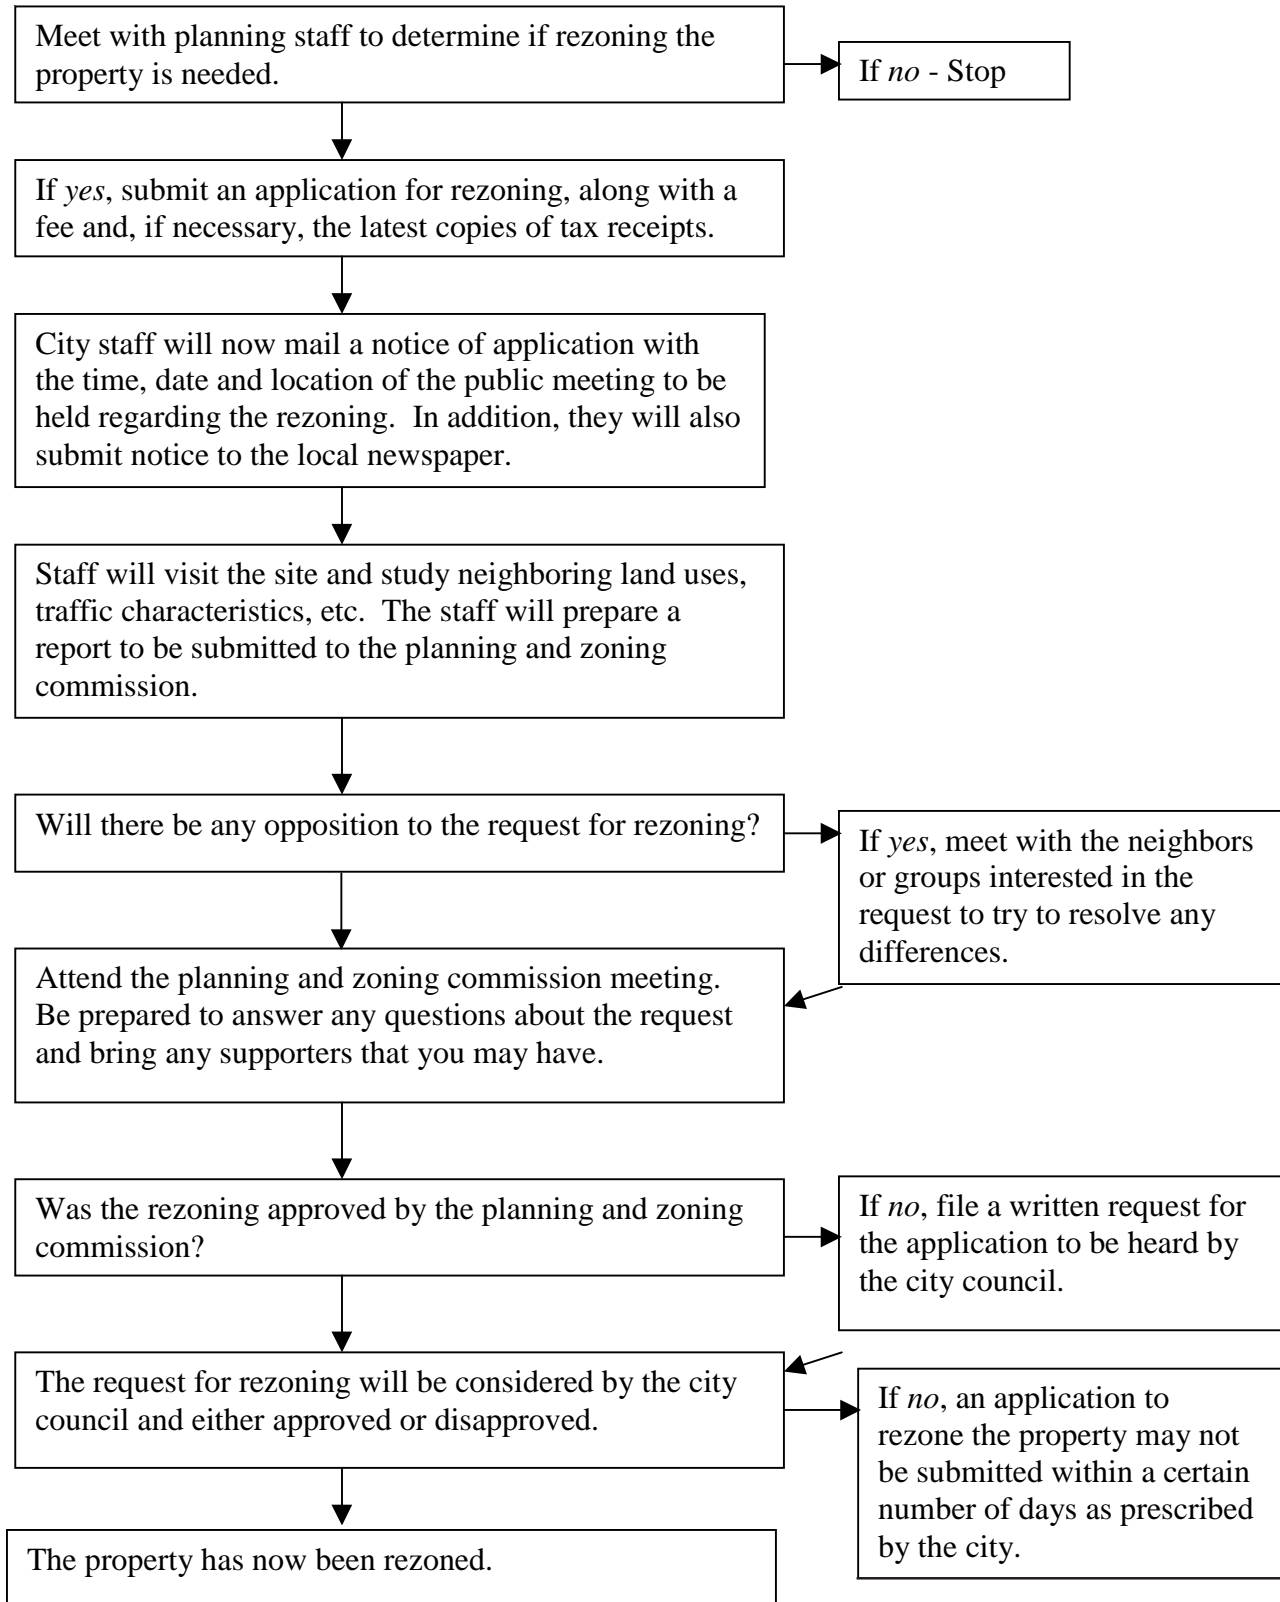 Meet with planning staff to determine if rezoning the
property is needed.
If no - Stop
If yes, submit an application for rezoning, along with a
fee and, if necessary, the latest copies of tax receipts.
City staff will now mail a notice of application with
the time, date and location of the public meeting to be
held regarding the rezoning.  In addition, they will also
submit notice to the local newspaper.
Staff will visit the site and study neighboring land uses,
traffic characteristics, etc.  The staff will prepare a
report to be submitted to the planning and zoning
commission.
Will there be any opposition to the request for rezoning?
If yes, meet with the neighbors
or groups interested in the
request to try to resolve any
differences.
Attend the planning and zoning commission meeting.
Be prepared to answer any questions about the request
and bring any supporters that you may have.
Was the rezoning approved by the planning and zoning
commission?
If no, file a written request for
the application to be heard by
the city council.
The request for rezoning will be considered by the city
council and either approved or disapproved.
If no, an application to
rezone the property may not
be submitted within a certain
number of days as prescribed
by the city.
The property has now been rezoned.